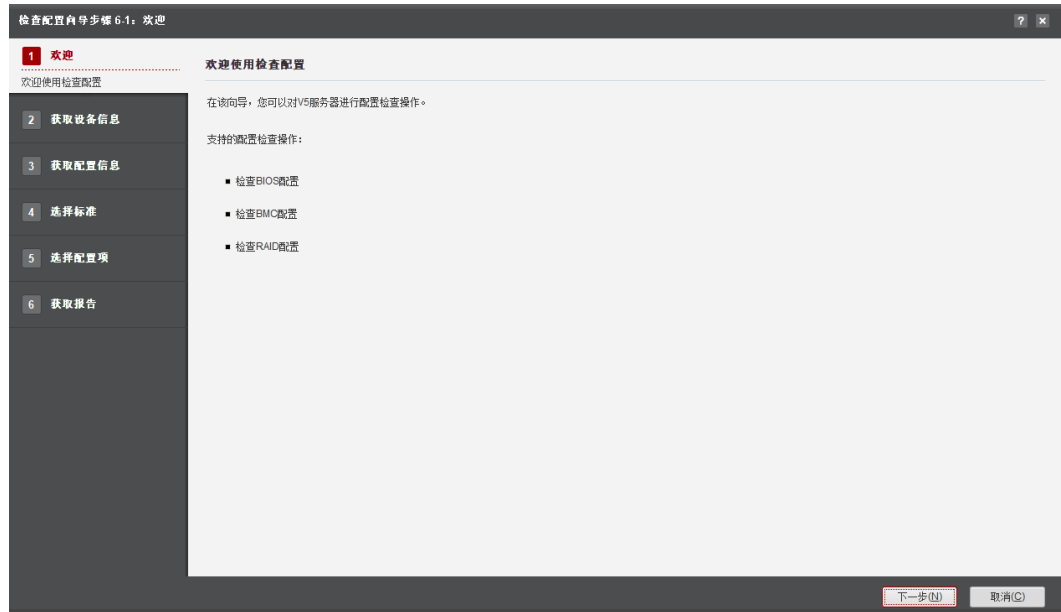 检查配置向导步骤 6-1：欢迎
? ×
1 欢迎
欢迎使用检查配置
2 获取设备信息
3 获取配置信息
4 选择标准
5 选择配置项
6 获取报告
欢迎使用检查配置
在该向导，您可以对V5服务器进行配置检查操作。
支持的配置检查操作：
■ 检查BIOS配置
■ 检查BMC配置
■ 检查RAID配置
下一步(N) 取消(C)